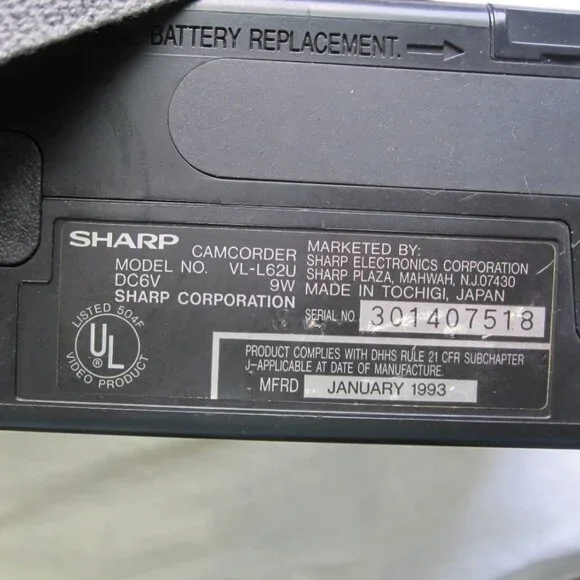 BATTERY REPLACEMENT.
SHARP CAMCORDER
MODEL NO. VL-L62U
DC6V 9W
SHARP CORPORATION
MARKETED BY:
SHARP ELECTRONICS CORPORATION
SHARP PLAZA, MAHWAH, N.J.07430
MADE IN TOCHIGI, JAPAN
SERIAL NO. 301407518
LISTED 504F
UL
®
VIDEO PRODUCT
PRODUCT COMPLIES WITH DHHS RULE 21 CFR SUBCHAPTER
J-APPLICABLE AT DATE OF MANUFACTURE.
MFRD JANUARY 1993